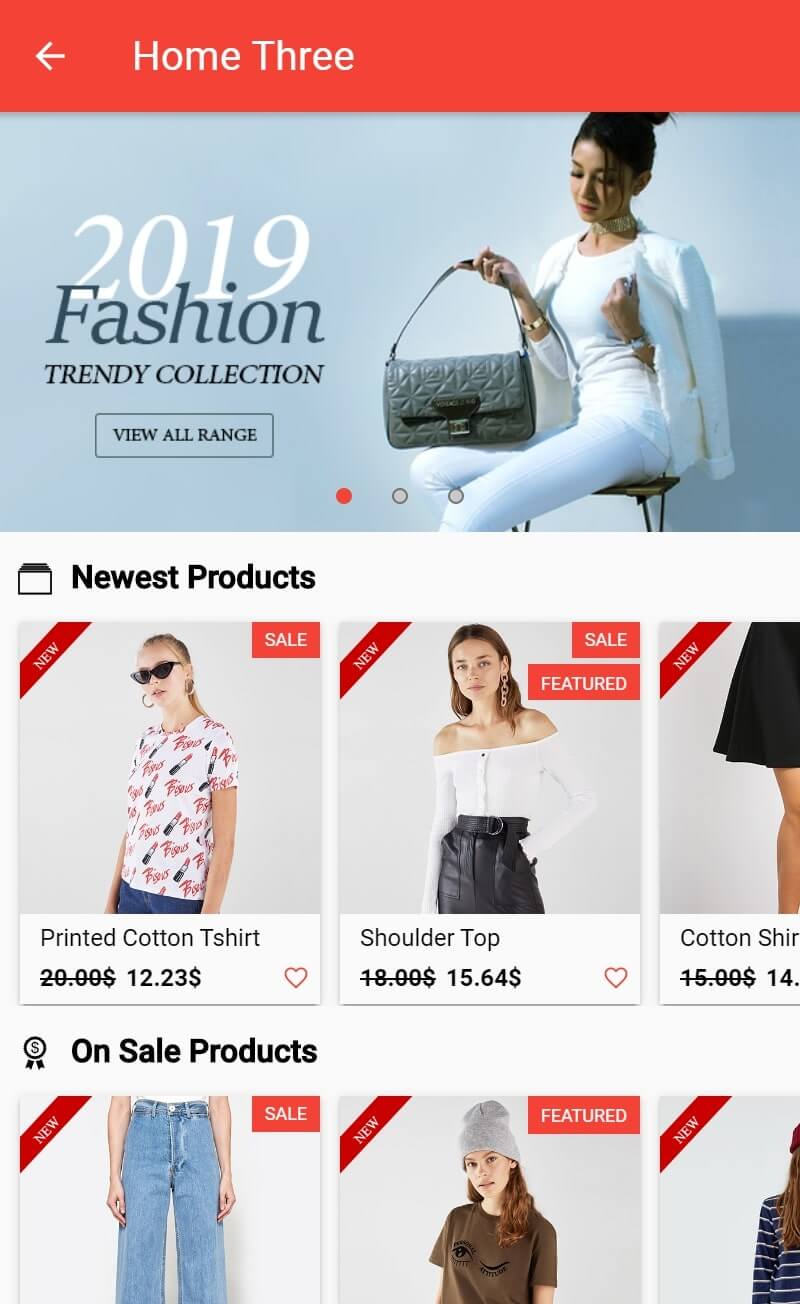 Home Three
2019
Fashion
TRENDY COLLECTION
VIEW ALL RANGE
Newest Products
NEW
SALE
NEW
SALE
FEATURED
NEW
Printed Cotton Tshirt
20.00$ 12.23$
Shoulder Top
18.00$ 15.64$
Cotton Shir
15.00$ 14.
On Sale Products
NEW
SALE
NEW
FEATURED
PERSONAL
ATTITUDE
NEW